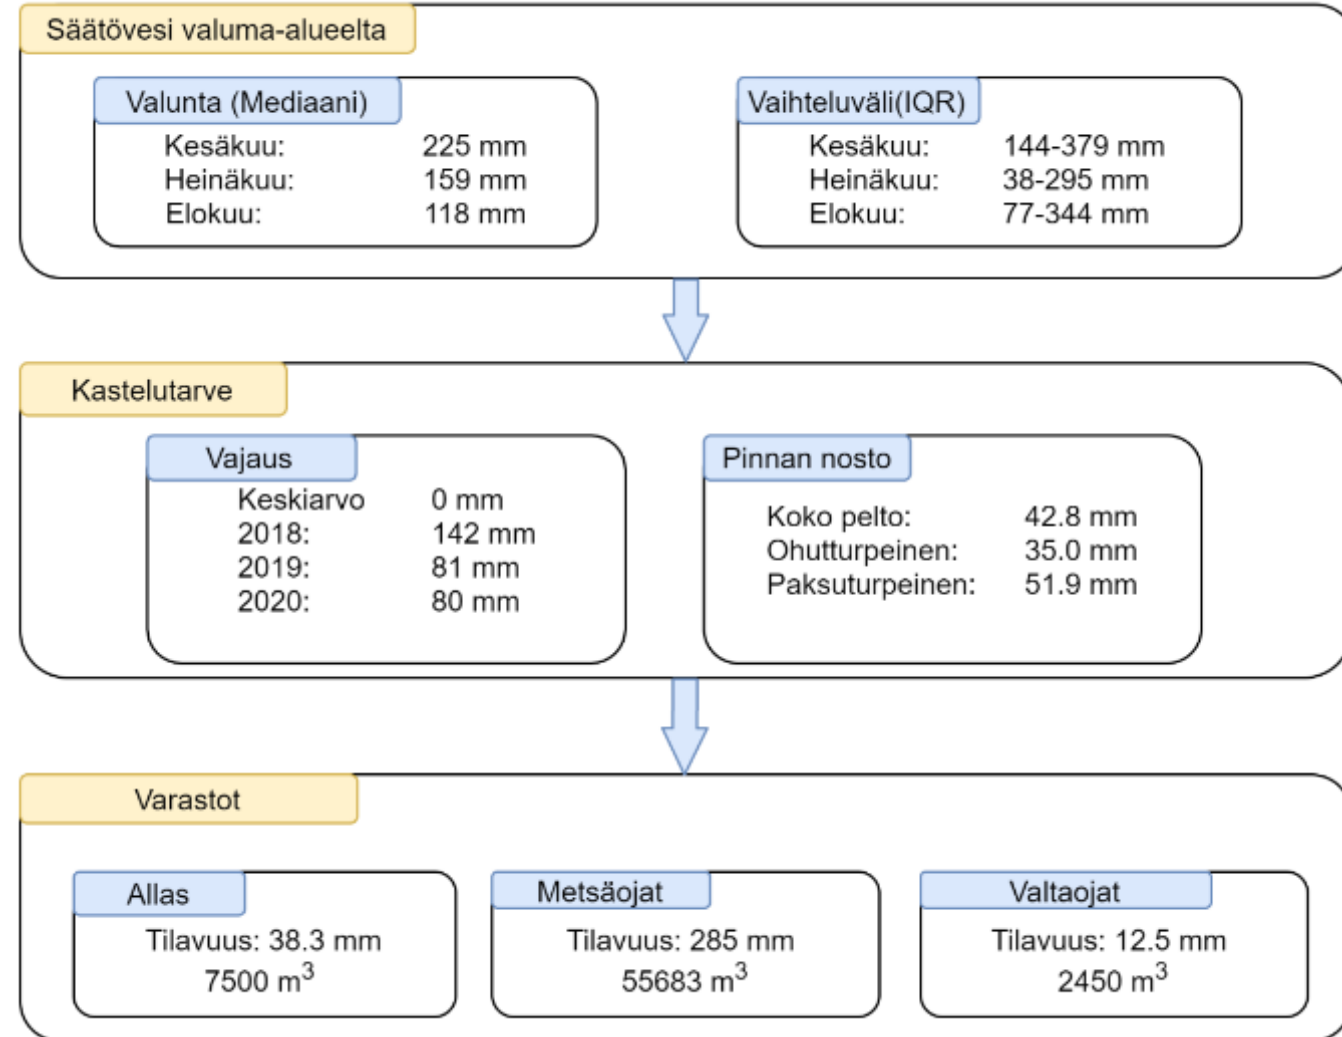 Säätövesi valuma-alueelta
Valunta (Mediaani)
Kesäkuu: 225 mm
Heinäkuu: 159 mm
Elokuu: 118 mm
Vaihteluväli(IQR)
Kesäkuu: 144-379 mm
Heinäkuu: 38-295 mm
Elokuu: 77-344 mm
Kastelutarve
Vajaus
Keskiarvo 0 mm
2018: 142 mm
2019: 81 mm
2020: 80 mm
Pinnan nosto
Koko pelto: 42.8 mm
Ohutturpeinen: 35.0 mm
Paksuturpeinen: 51.9 mm
Varastot
Allas
Tilavuus: 38.3 mm
7500 m³
Metsäojat
Tilavuus: 285 mm
55683 m³
Valtaojat
Tilavuus: 12.5 mm
2450 m³